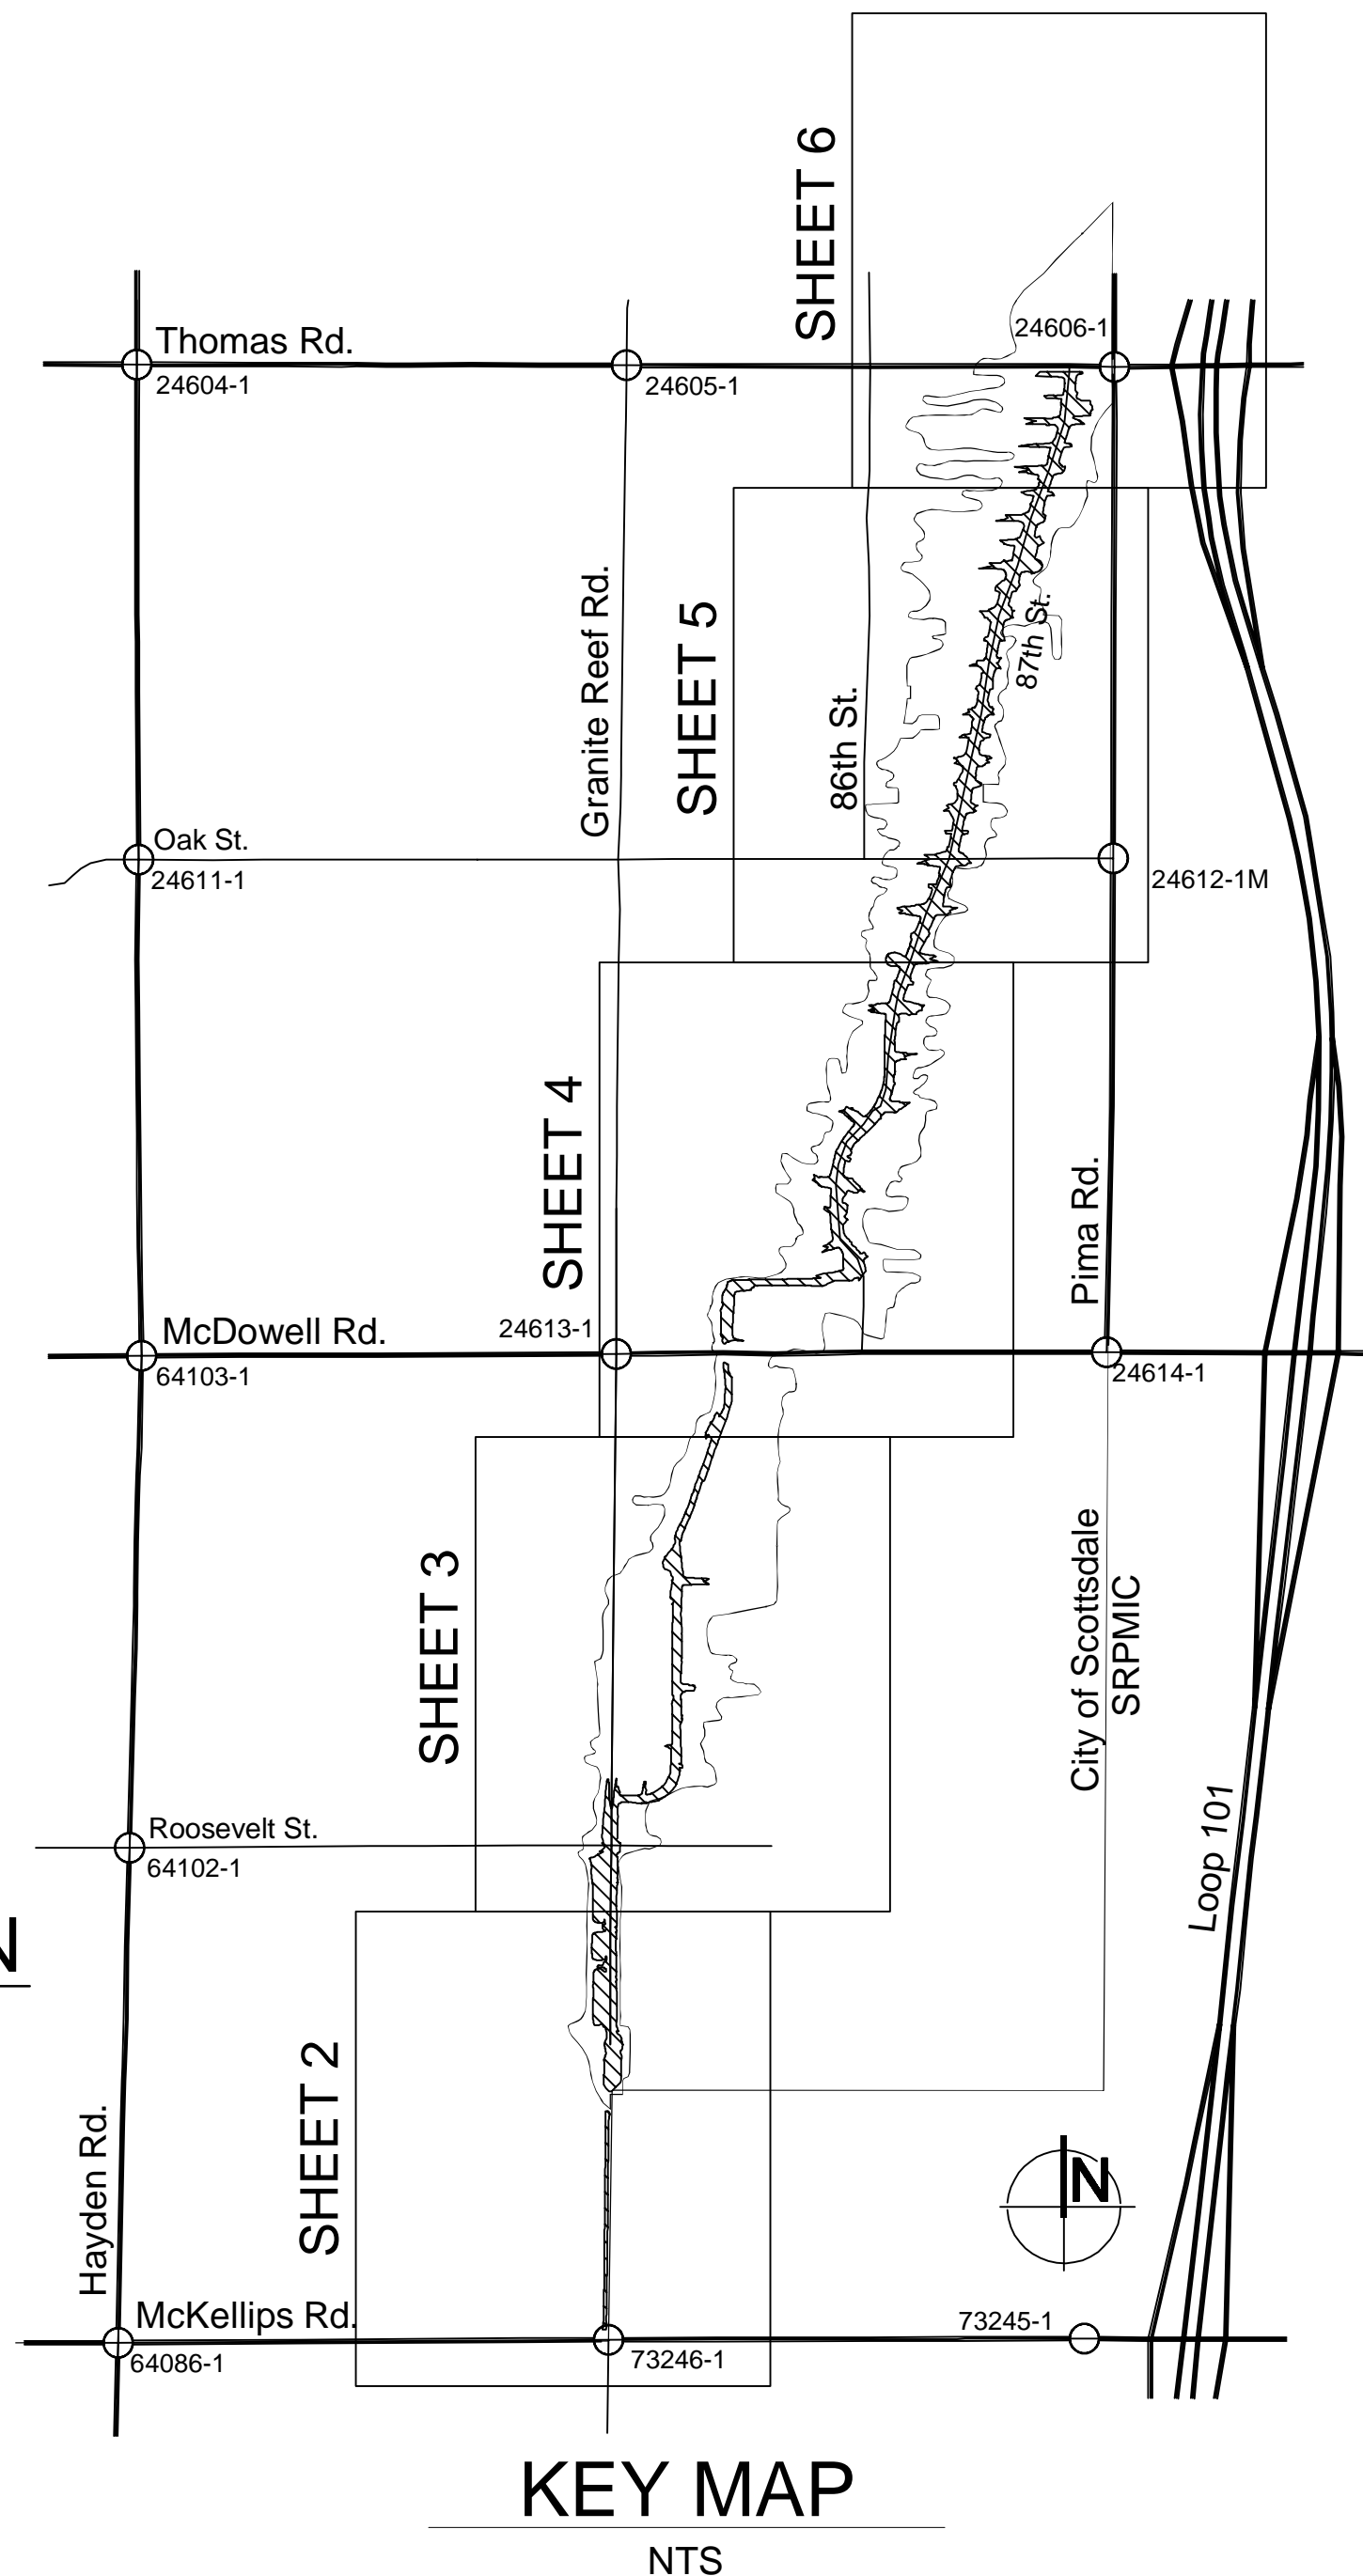 SHEET 6
24606-1
Thomas Rd.
24604-1
24605-1
Granite Reef Rd.
SHEET 5
86th St.
87th St.
Oak St.
24611-1
24612-1M
SHEET 4
Pima Rd.
McDowell Rd.
24613-1
64103-1
24614-1
SHEET 3
City of Scottsdale
SRPMIC
Loop 101
Roosevelt St.
64102-1
N
SHEET 2
Hayden Rd.
N
McKellips Rd.
73245-1
64086-1
73246-1
KEY MAP
NTS